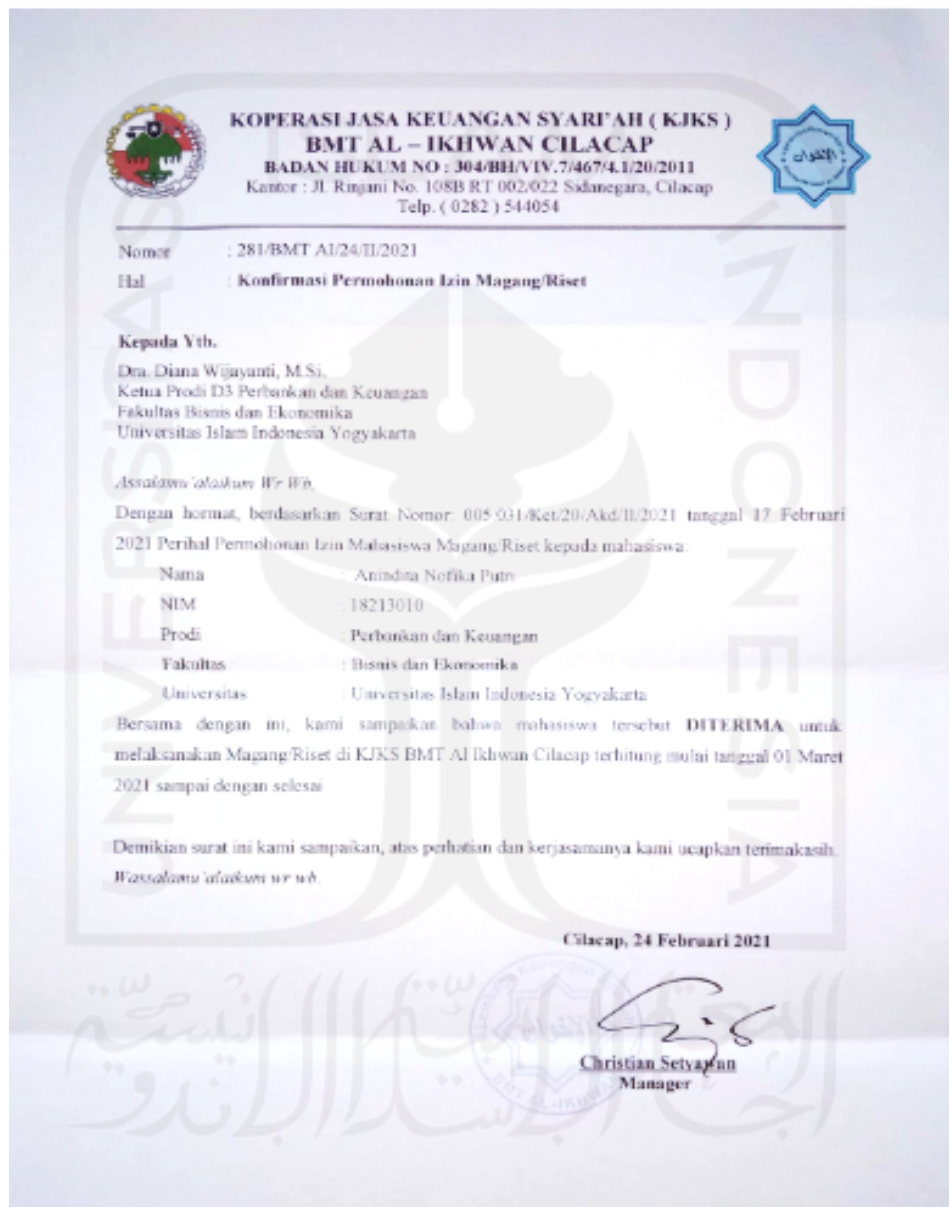 KOPERASI JASA KEUANGAN SYARI'AH ( KJKS )
BMT AL – IKHWAN CILACAP
BADAN HUKUM NO : 304/BH/VIV.7/467/4.1/20/2011
Kantor : Jl. Rinjani No. 108B RT 002/022 Sidanegara, Cilacap
Telp. ( 0282 ) 544054
Nomor : 281/BMT AI/24/II/2021
Hal : Konfirmasi Permohonan Izin Magang/Riset
Kepada Yth.
Dra. Diana Wijayanti, M.Si.
Ketua Prodi D3 Perbankan dan Keuangan
Fakultas Bisnis dan Ekonomika
Universitas Islam Indonesia Yogyakarta
Assalamu'alaikum Wr Wb.
Dengan hormat, berdasarkan Surat Nomor: 005/031/Ket/20/Akd/II/2021 tanggal 17 Februari
2021 Perihal Permohonan Izin Mahasiswa Magang/Riset kepada mahasiswa:
Nama : Anindita Nofika Putri
NIM : 18213010
Prodi : Perbankan dan Keuangan
Fakultas : Bisnis dan Ekonomika
Universitas : Universitas Islam Indonesia Yogyakarta
Bersama dengan ini, kami sampaikan bahwa mahasiswa tersebut DITERIMA untuk
melaksanakan Magang/Riset di KJKS BMT Al Ikhwan Cilacap terhitung mulai tanggal 01 Maret
2021 sampai dengan selesai
Demikian surat ini kami sampaikan, atas perhatian dan kerjasamanya kami ucapkan terimakasih.
Wassalamu'alaikum wr wb.
Cilacap, 24 Februari 2021
Christian Setyawan
Manager
UNIVERSITAS
INDONESIA